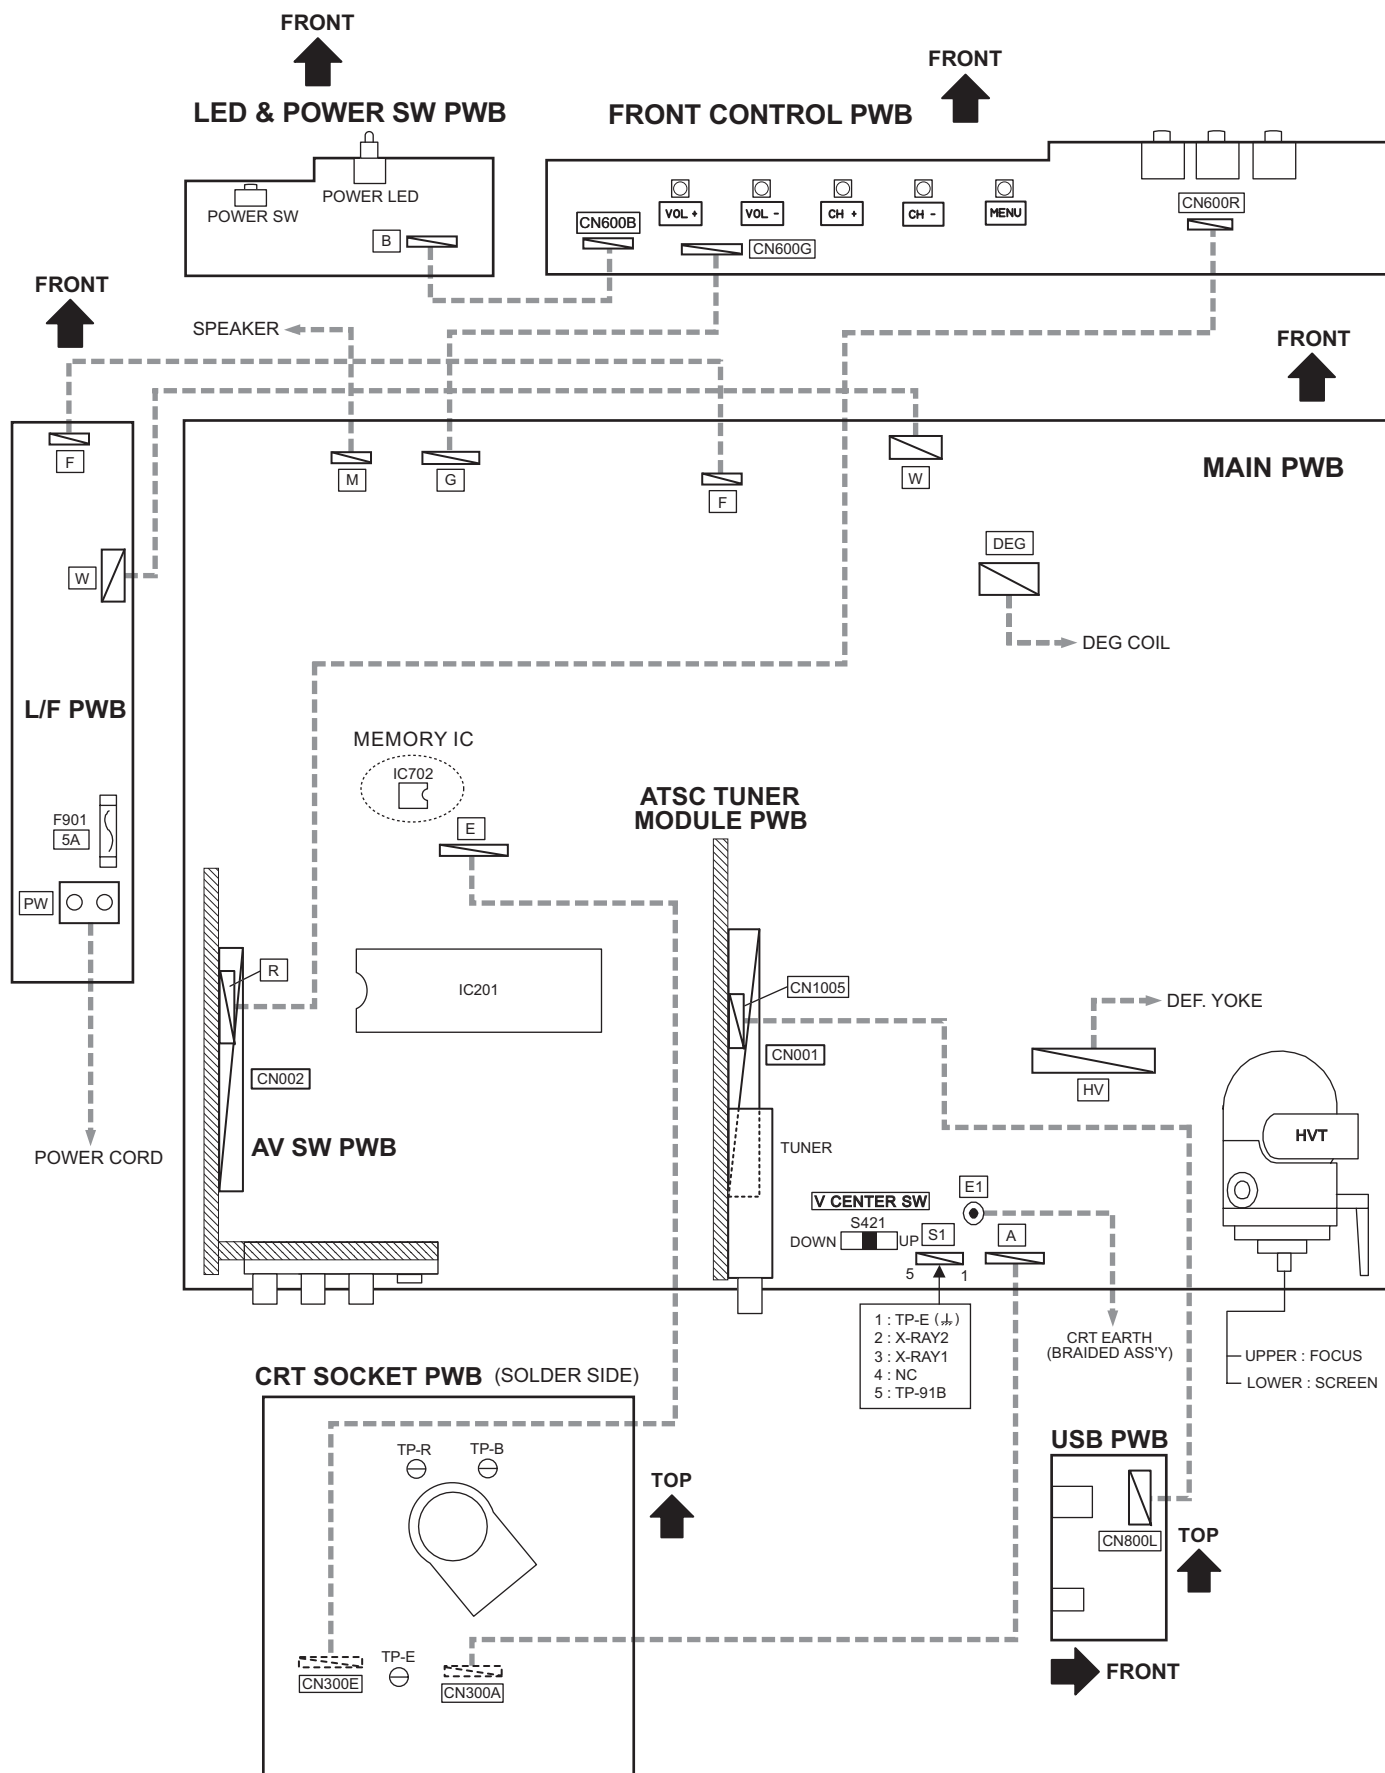 FRONT
LED & POWER SW PWB
POWER SW
POWER LED
B
FRONT
FRONT CONTROL PWB
VOL +
VOL -
CH +
CH -
MENU
CN600B
CN600G
CN600R
FRONT
SPEAKER
FRONT
F
W
L/F PWB
F901
5A
PW
POWER CORD
M
G
F
W
MAIN PWB
DEG
DEG COIL
MEMORY IC
IC702
E
ATSC TUNER
MODULE PWB
R
IC201
CN1005
CN001
CN002
AV SW PWB
TUNER
DEF. YOKE
HV
HVT
V CENTER SW
S421
DOWN
UP
S1
5
1
E1
A
1 : TP-E ( )
2 : X-RAY2
3 : X-RAY1
4 : NC
5 : TP-91B
CRT EARTH
(BRAIDED ASS'Y)
UPPER : FOCUS
LOWER : SCREEN
CRT SOCKET PWB (SOLDER SIDE)
TP-R
TP-B
TOP
TP-E
CN300E
CN300A
USB PWB
CN800L
TOP
FRONT